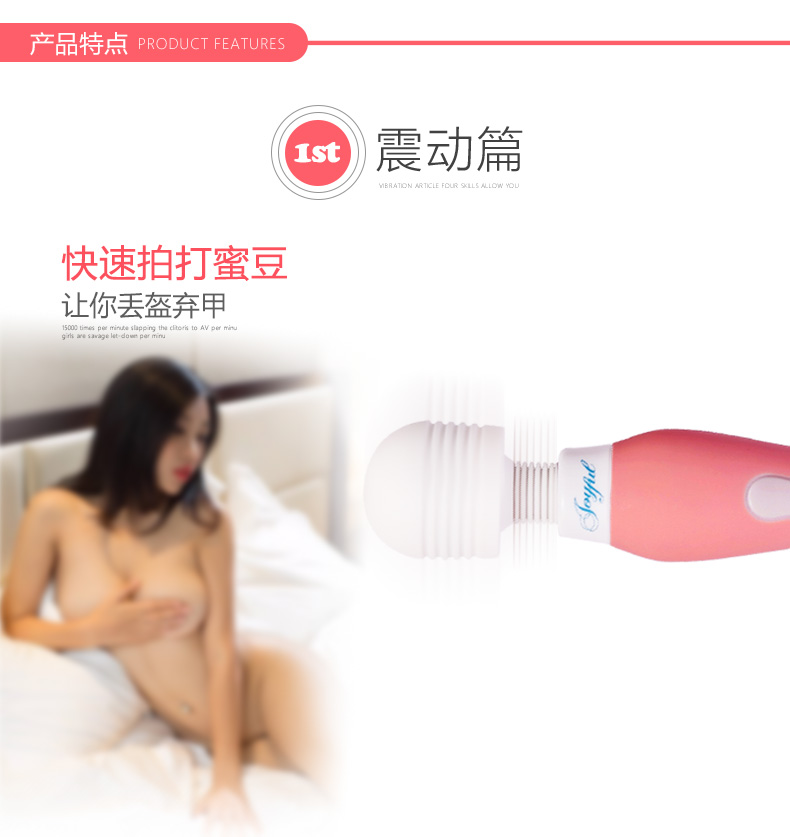 产品特点 PRODUCT FEATURES
1st
震动篇
VIBRATION ARTICLE FOUR SKILLS ALLOW YOU
快速拍打蜜豆
让你丢盔弃甲
15000 times per minute slapping the clitoris to AV per minu
girls are savage let-down per minu
Joyful